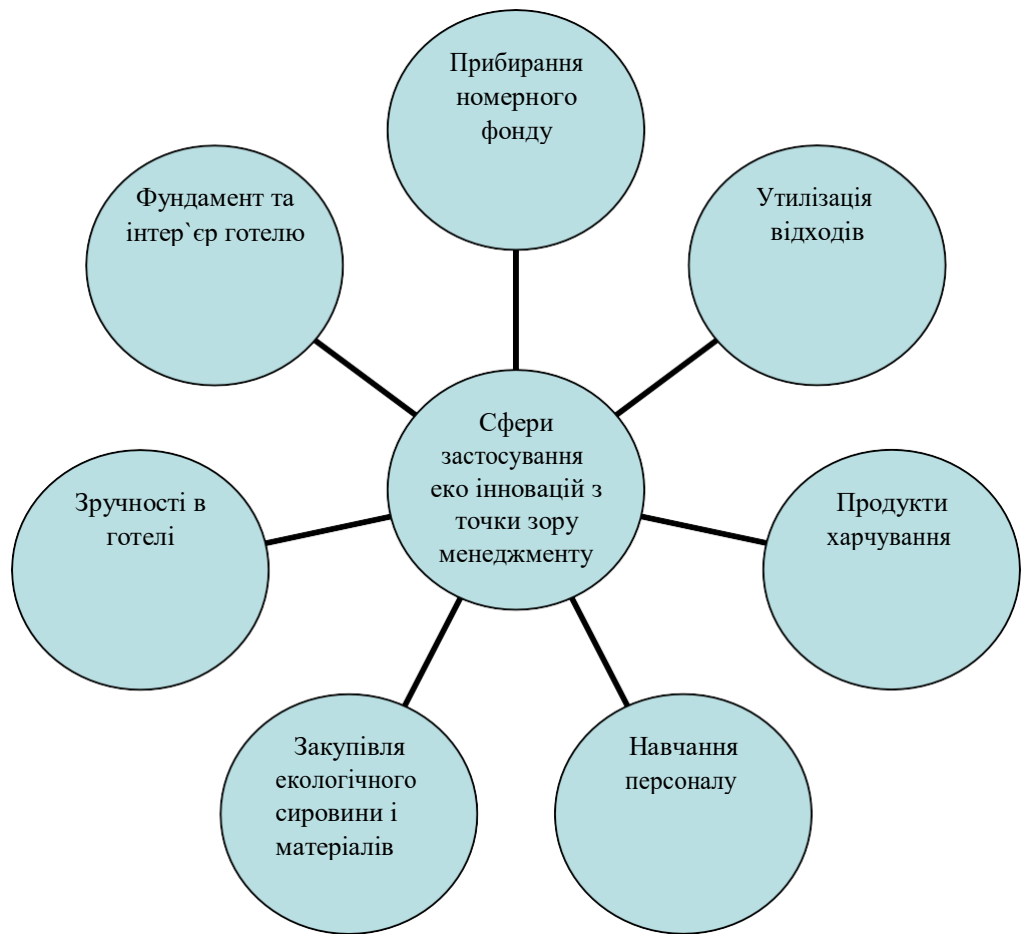 Прибирання
номерного
фонду
Фундамент та
інтер`єр готелю
Утилізація
відходів
Сфери
застосування
еко інновацій з
точки зору
менеджменту
Зручності в
готелі
Продукти
харчування
Закупівля
екологічного
сировини і
матеріалів
Навчання
персоналу